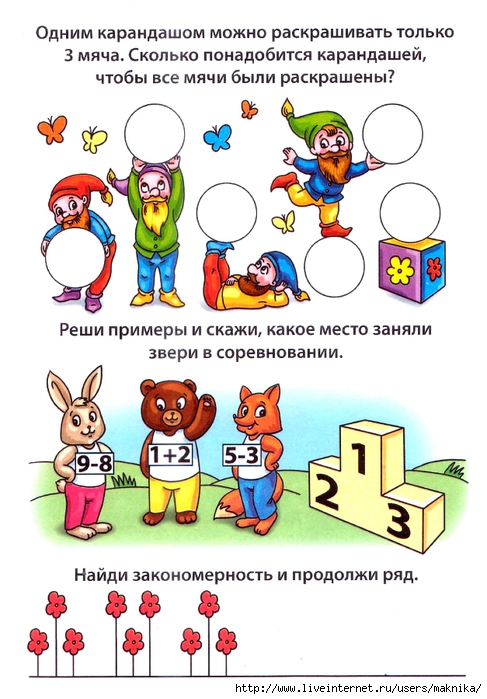 Одним карандашом можно раскрашивать только
3 мяча. Сколько понадобится карандашей,
чтобы все мячи были раскрашены?
Реши примеры и скажи, какое место заняли
звери в соревновании.
9-8 1+2 5-3
1
2
3
Найди закономерность и продолжи ряд.
http://www.liveinternet.ru/users/maknika/